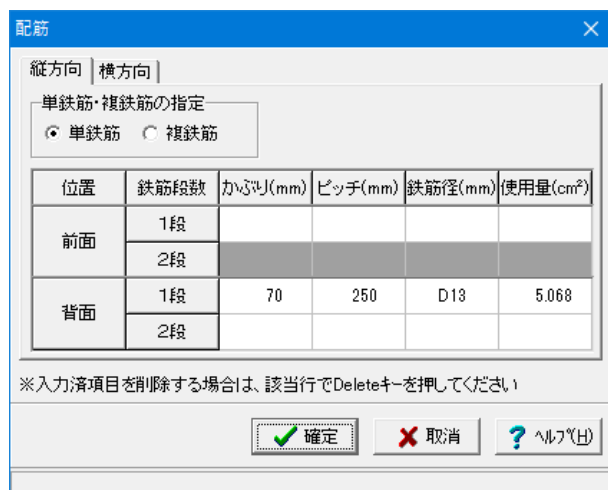 配筋
縦方向 横方向
単鉄筋・複鉄筋の指定
単鉄筋 複鉄筋
位置 鉄筋段数 かぶり(mm) ピッチ(mm) 鉄筋径(mm) 使用量(cm²)
前面 1段
2段
背面 1段 70 250 D13 5.068
2段
※入力済項目を削除する場合は、該当行でDeleteキーを押してください
確定 取消 ヘルプ(H)